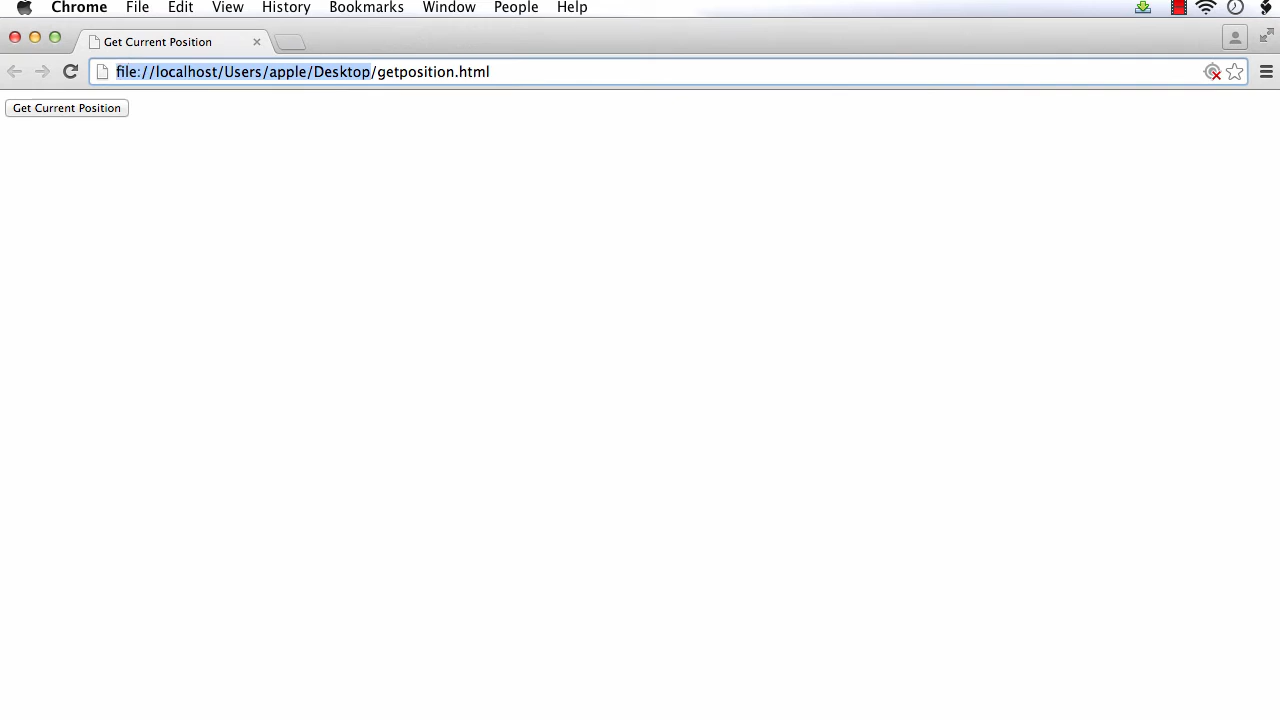 Chrome File Edit View History Bookmarks Window People Help
Get Current Position
file://localhost/Users/apple/Desktop/getposition.html
Get Current Position